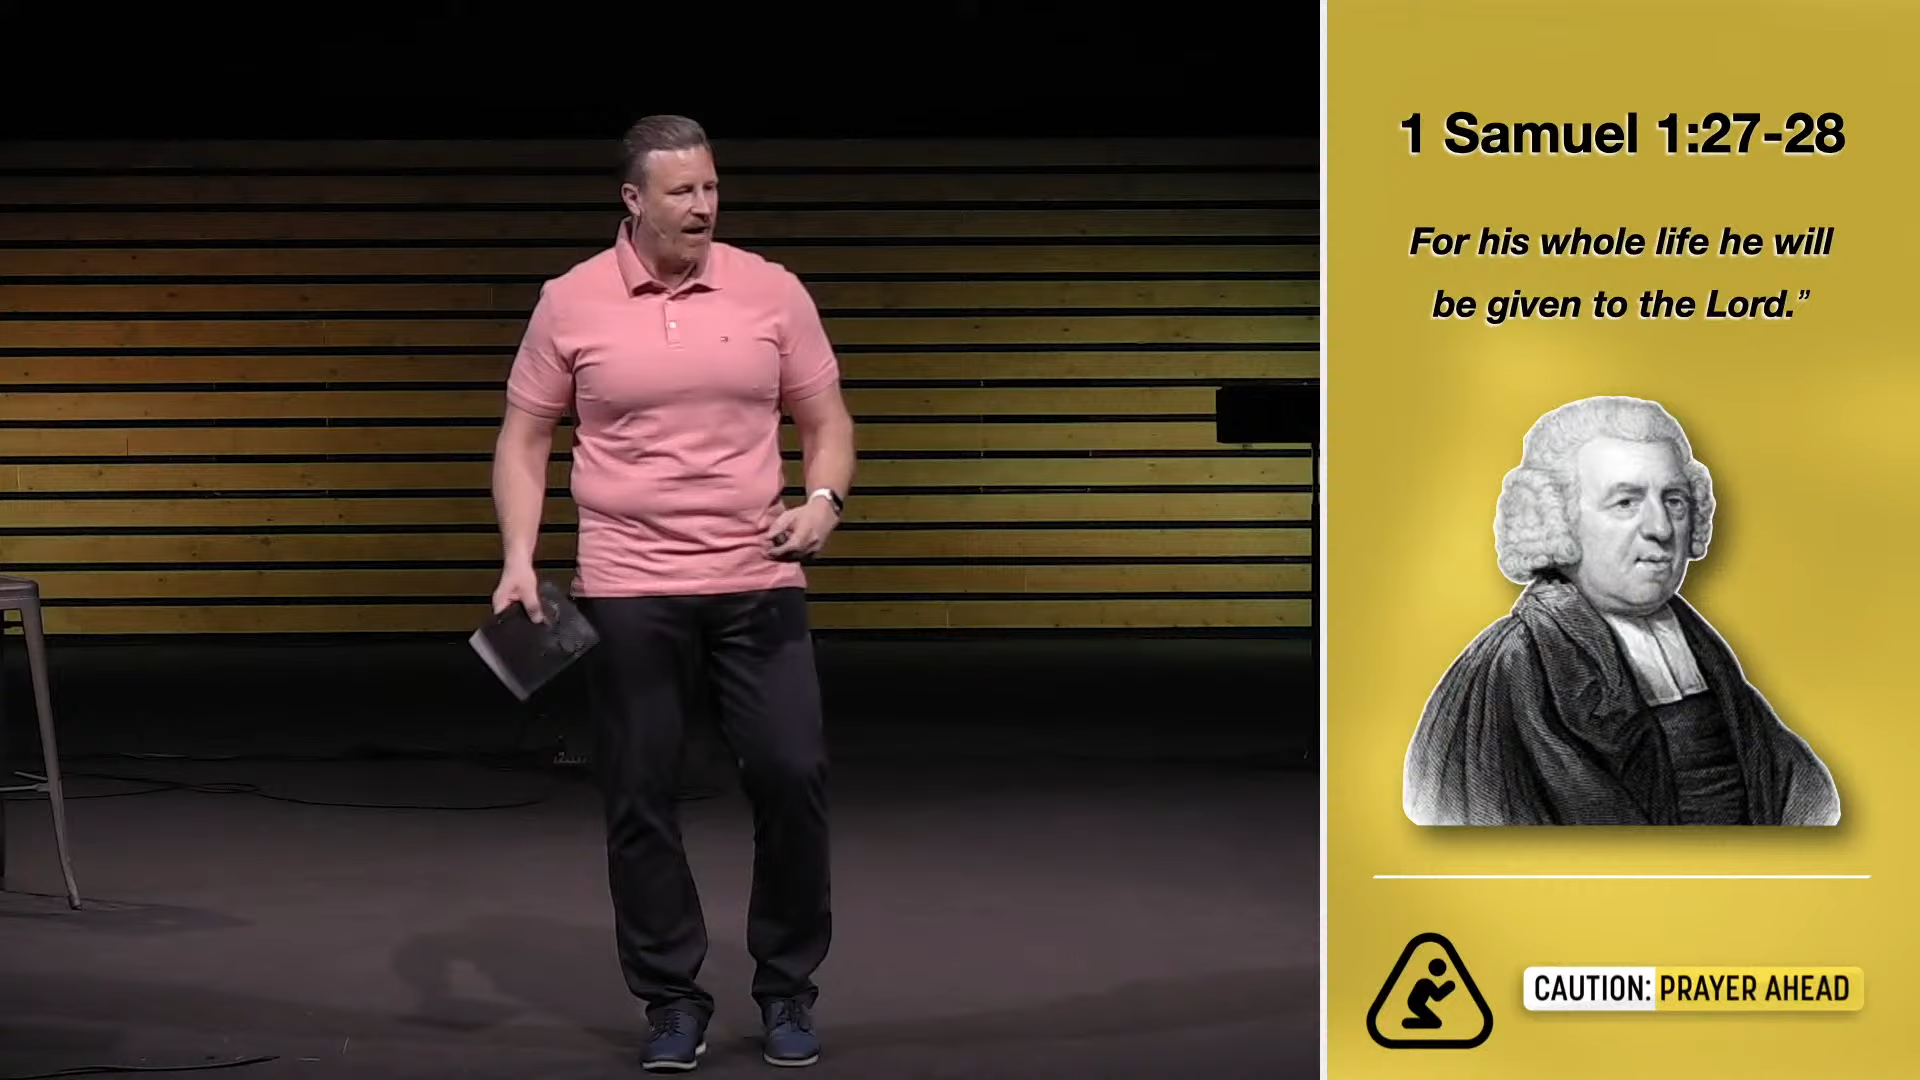 1 Samuel 1:27-28
For his whole life he will
be given to the Lord.”
CAUTION: PRAYER AHEAD